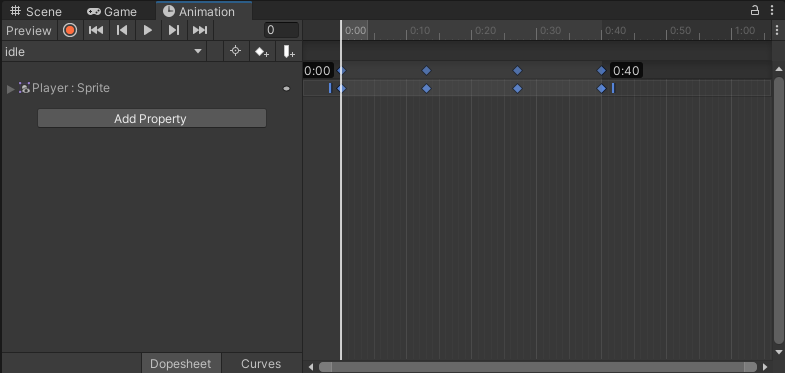 Scene Game Animation
Preview 0 0:00 0:10 0:20 0:30 0:40 0:50 1:00
idle
0:00 0:40
Player : Sprite
Add Property
Dopesheet Curves